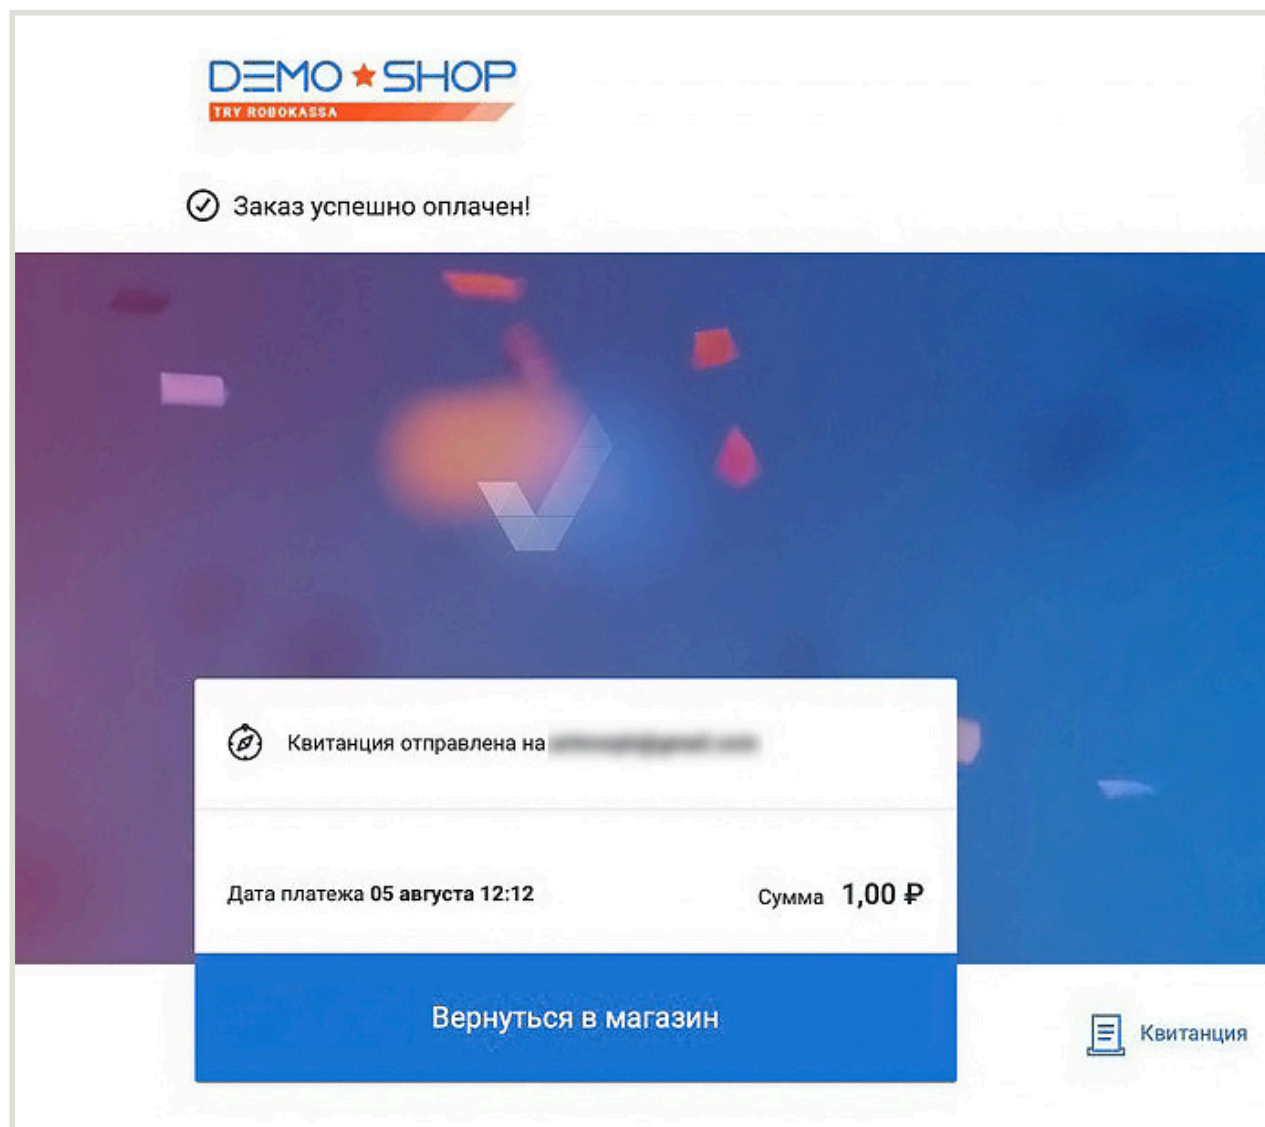 DEMO SHOP
TRY ROBOKASSA
Заказ успешно оплачен!
Квитанция отправлена на
Дата платежа 05 августа 12:12
Сумма 1,00 ₽
Вернуться в магазин
Квитанция